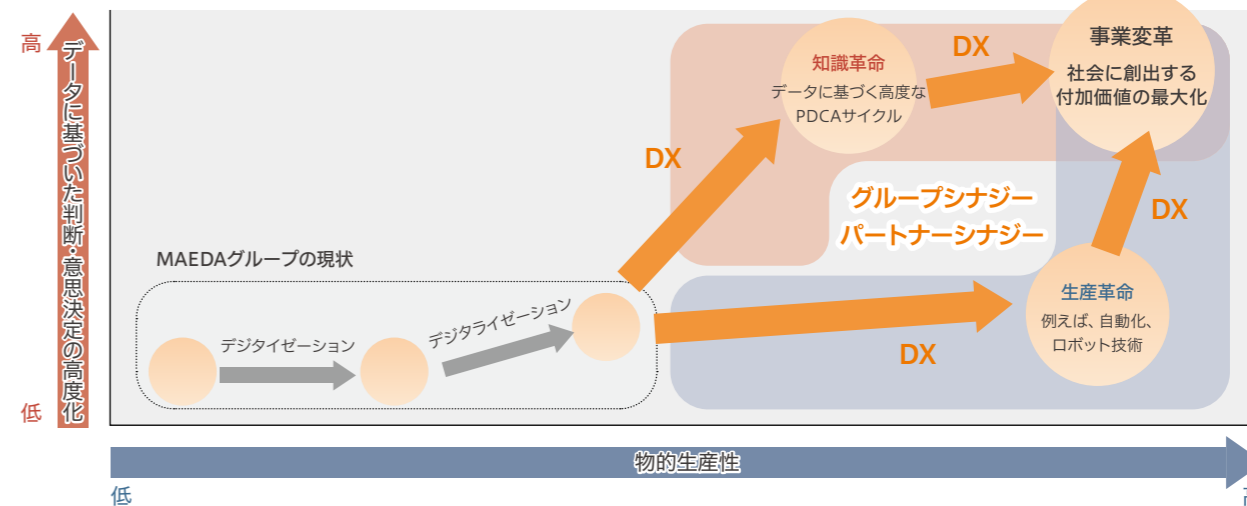 高
データに基づいた判断・意思決定の高度化
低
MAEDAグループの現状
デジタイゼーション
デジタライゼーション
DX
知識革命
データに基づく高度な
PDCAサイクル
DX
事業変革
社会に創出する
付加価値の最大化
グループシナジー
パートナーシナジー
DX
生産革命
例えば、自動化、
ロボット技術
DX
物的生産性
低